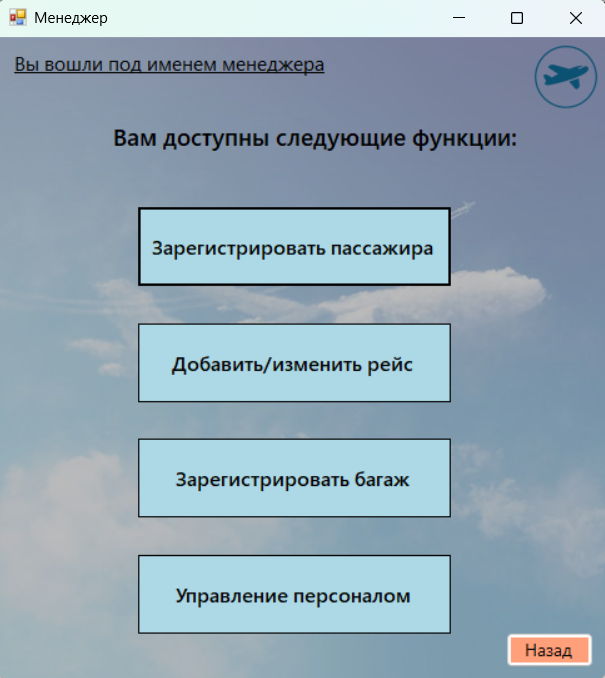 Менеджер
Вы вошли под именем менеджера
Вам доступны следующие функции:
Зарегистрировать пассажира
Добавить/изменить рейс
Зарегистрировать багаж
Управление персоналом
Назад